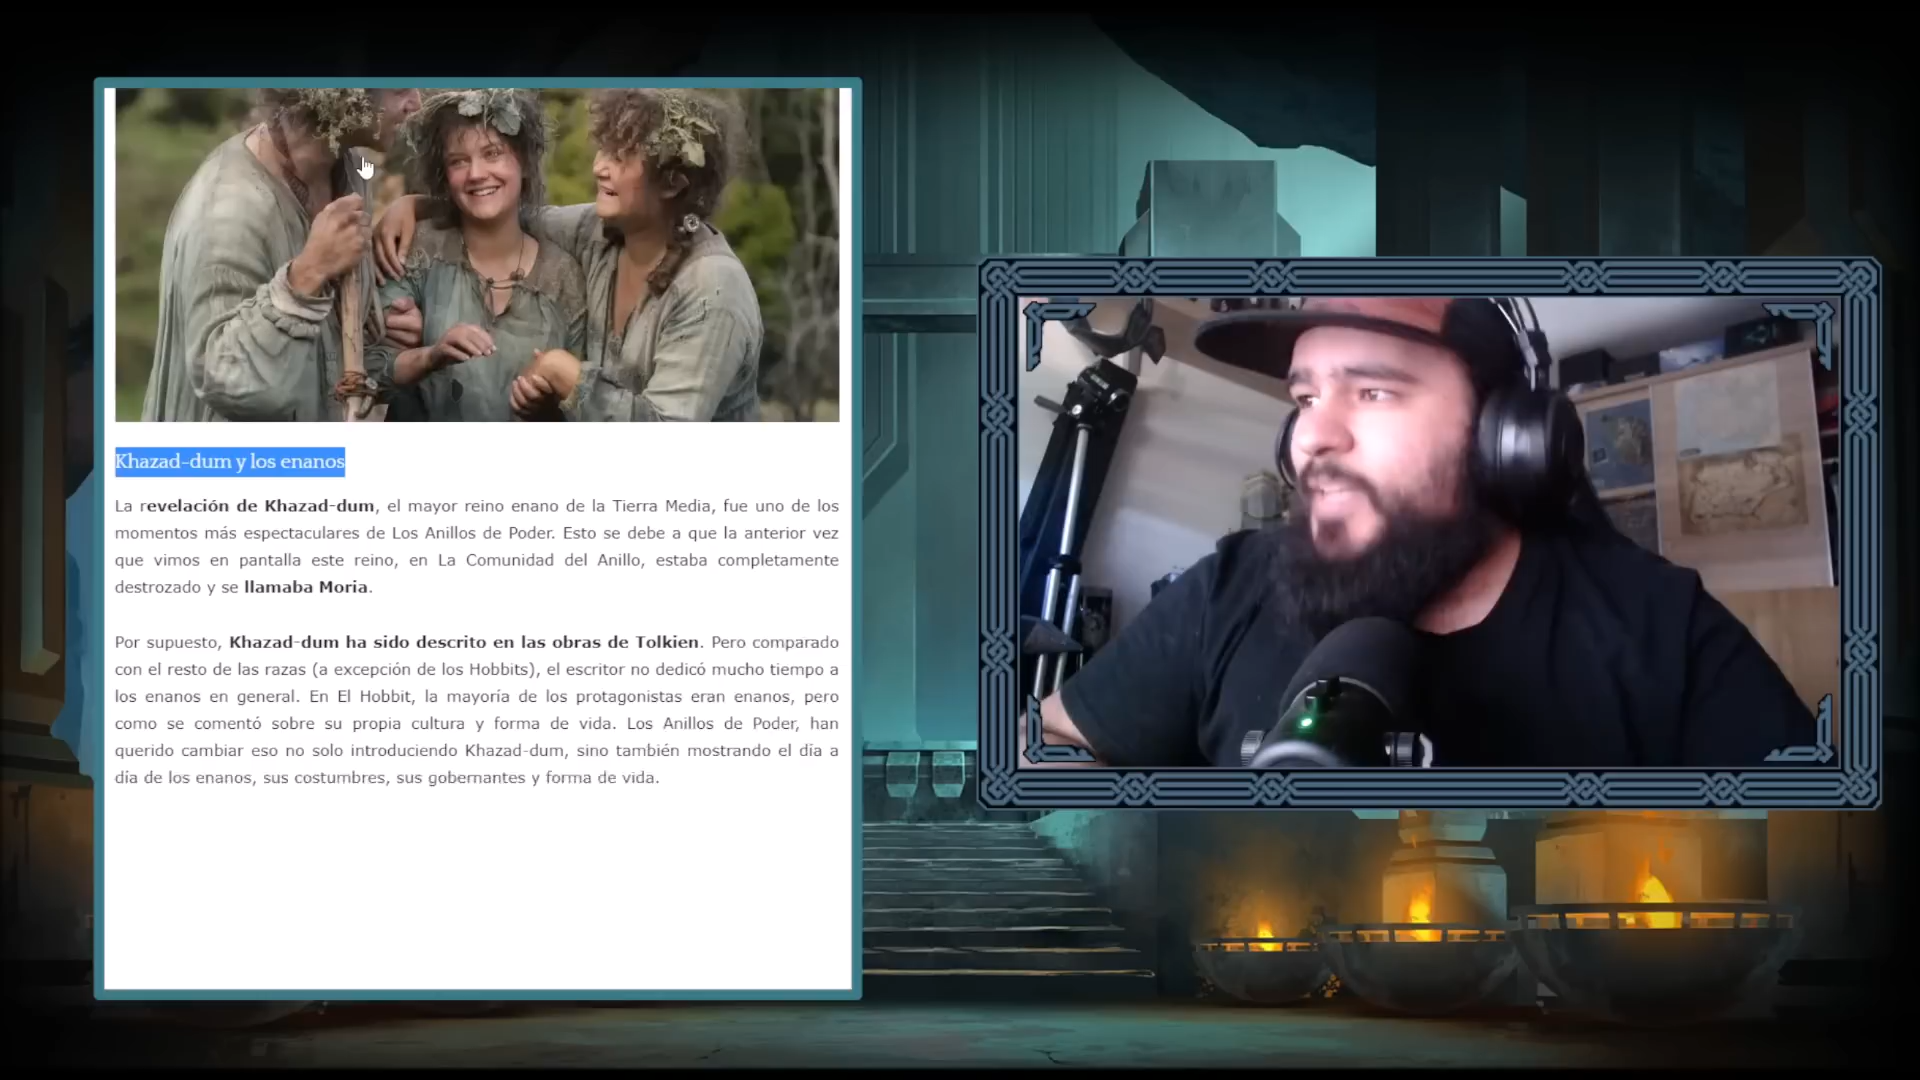 Khazad-dum y los enanos
La revelación de Khazad-dum, el mayor reino enano de la Tierra Media, fue uno de los
momentos más espectaculares de Los Anillos de Poder. Esto se debe a que la anterior vez
que vimos en pantalla este reino, en La Comunidad del Anillo, estaba completamente
destrozado y se llamaba Moria.
Por supuesto, Khazad-dum ha sido descrito en las obras de Tolkien. Pero comparado
con el resto de las razas (a excepción de los Hobbits), el escritor no dedicó mucho tiempo a
los enanos en general. En El Hobbit, la mayoría de los protagonistas eran enanos, pero
como se comentó sobre su propia cultura y forma de vida. Los Anillos de Poder, han
querido cambiar eso no solo introduciendo Khazad-dum, sino también mostrando el día a
día de los enanos, sus costumbres, sus gobernantes y forma de vida.